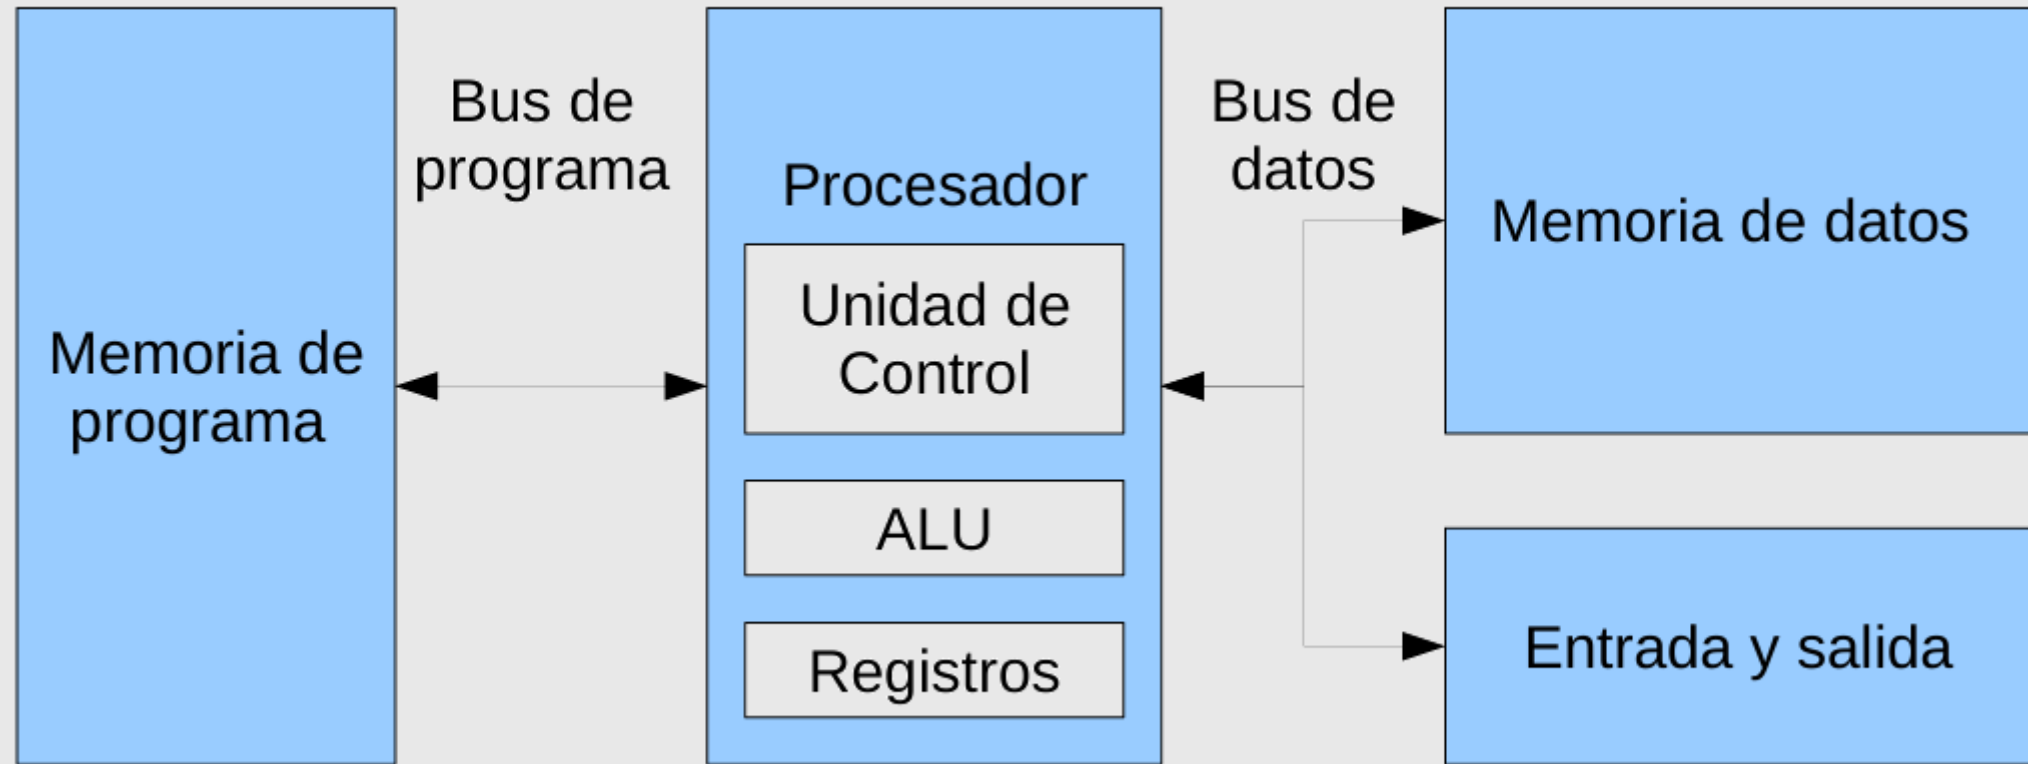 Memoria de
programa
Bus de
programa
Procesador
Unidad de
Control
ALU
Registros
Bus de
datos
Memoria de datos
Entrada y salida